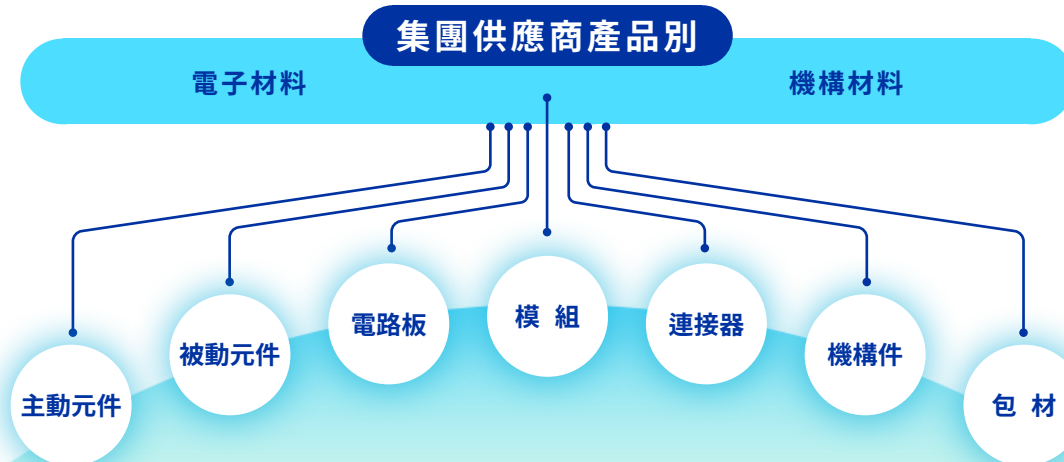 集團供應商產品別
電子材料
機構材料
主動元件
被動元件
電路板
模 組
連接器
機構件
包 材